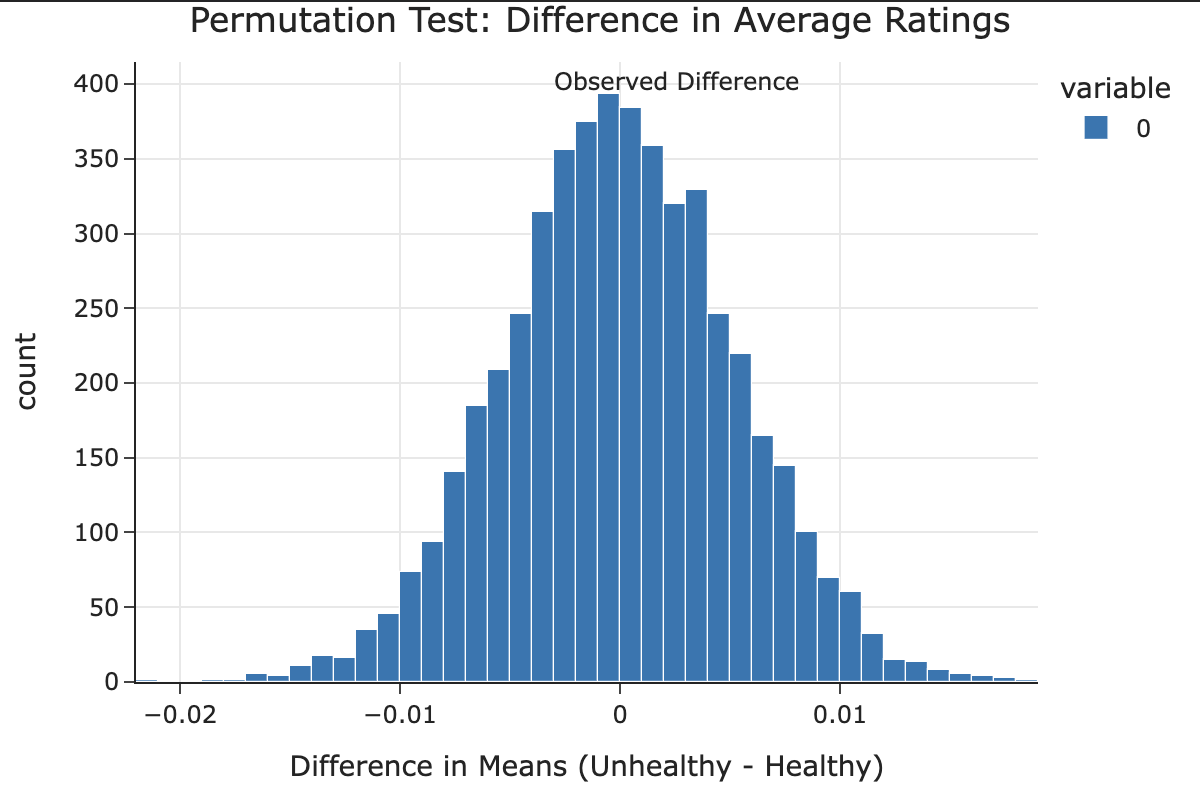 Permutation Test: Difference in Average Ratings
Observed Difference
variable
0
400
350
300
250
200
150
100
50
0
count
−0.02
−0.01
0
0.01
Difference in Means (Unhealthy - Healthy)